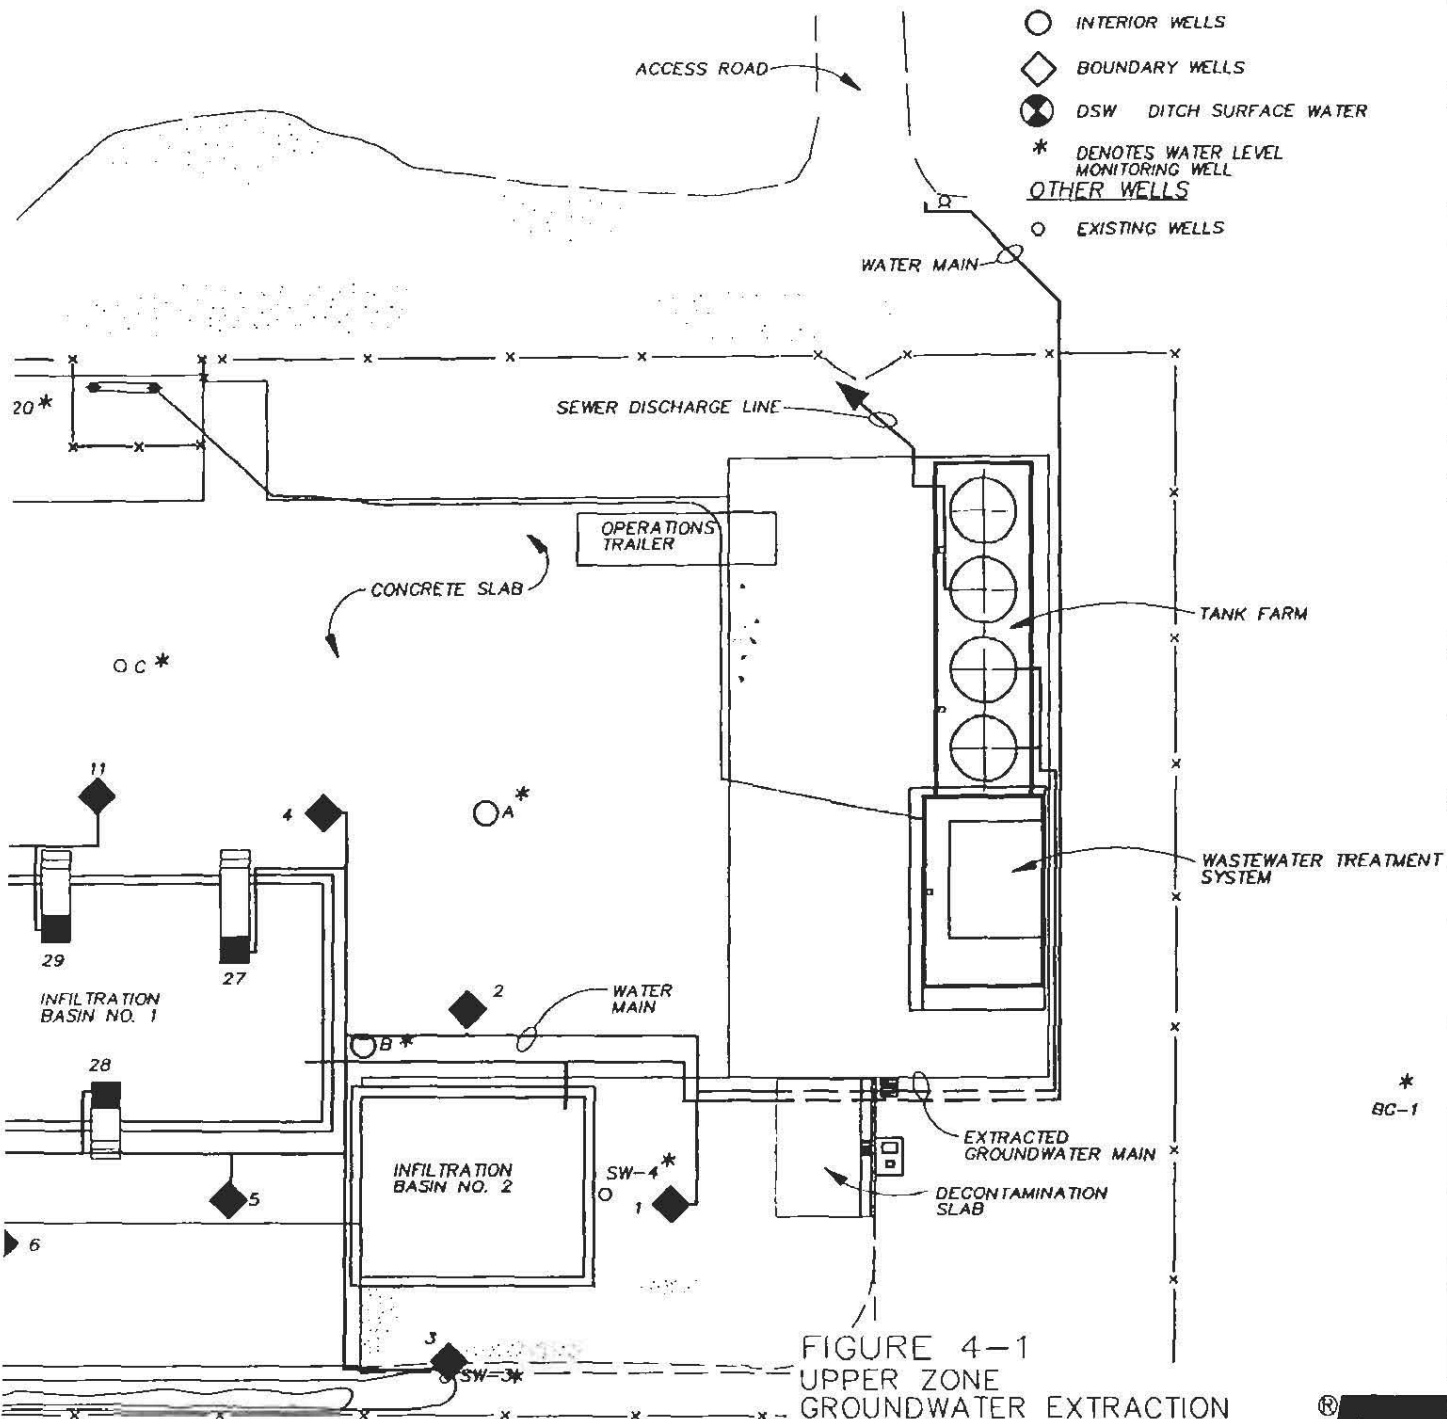 INTERIOR WELLS
ACCESS ROAD
BOUNDARY WELLS
DSW DITCH SURFACE WATER
* DENOTES WATER LEVEL
MONITORING WELL
OTHER WELLS
EXISTING WELLS
WATER MAIN
20*
SEWER DISCHARGE LINE
OPERATIONS
TRAILER
CONCRETE SLAB
TANK FARM
C*
11
4
A*
WASTEWATER TREATMENT
SYSTEM
29
27
INFILTRATION
BASIN NO. 1
2
WATER
MAIN
B*
28
BC-1
*
EXTRACTED
GROUNDWATER MAIN
INFILTRATION
BASIN NO. 2
SW-4*
DECONTAMINATION
SLAB
5
1
6
3
SW-3*
FIGURE 4-1
UPPER ZONE
GROUNDWATER EXTRACTION
®